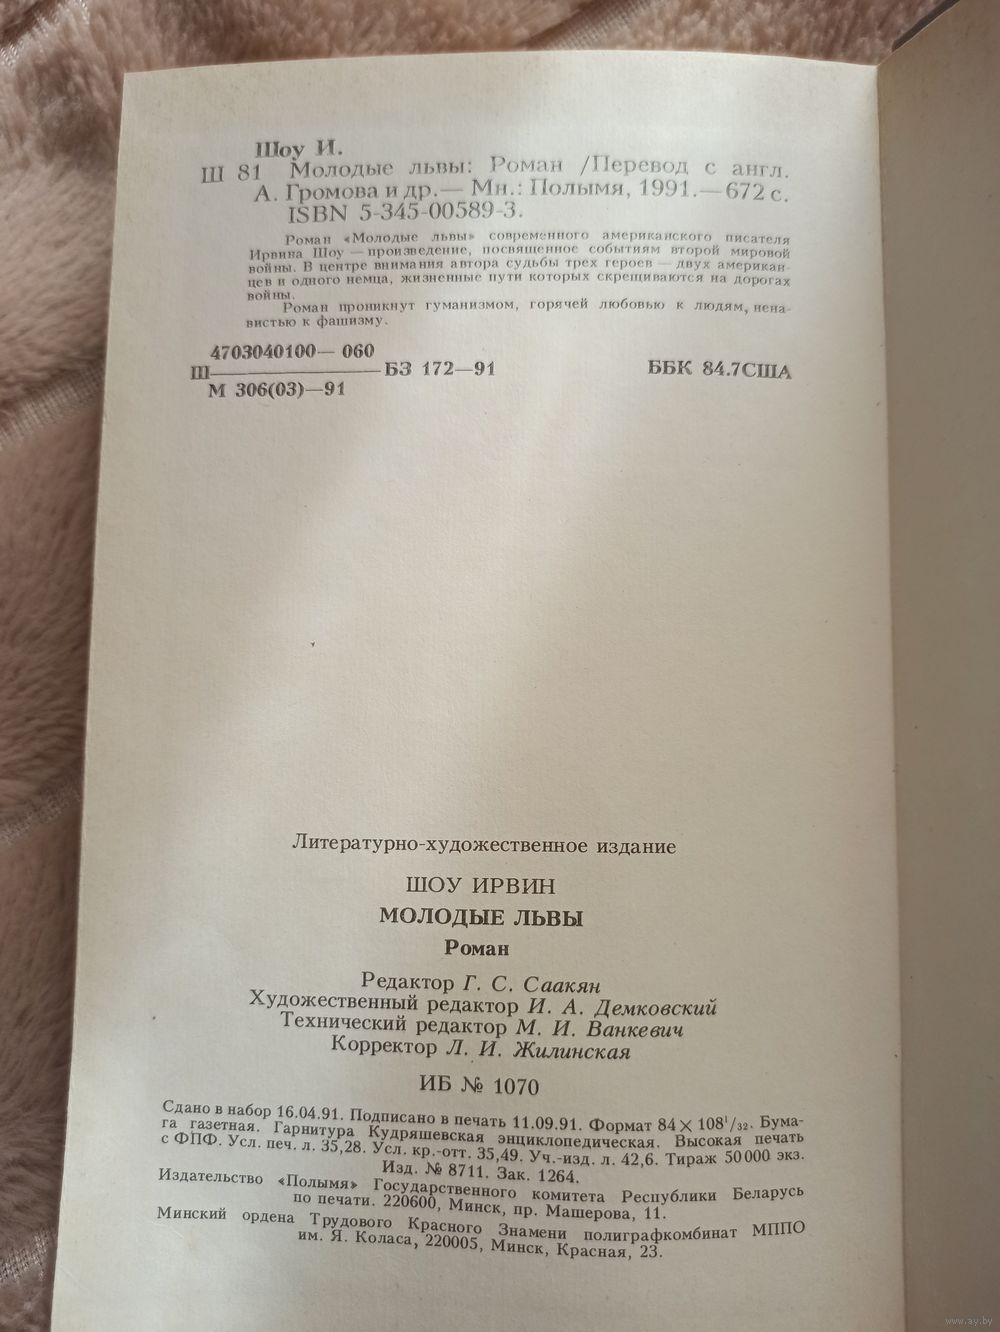 Шоу И.
Ш 81 Молодые львы: Роман /Перевод с англ.
А. Громова и др.— Мн.: Полымя, 1991.—672 с.
ISBN 5-345-00589-3.
Роман «Молодые львы» современного американского писателя
Ирвина Шоу — произведение, посвященное событиям второй мировой
войны. В центре внимания автора судьбы трех героев — двух американ-
цев и одного немца, жизненные пути которых скрещиваются на дорогах
войны.
Роман проникнут гуманизмом, горячей любовью к людям, нена-
вистью к фашизму.
4703040100— 060
Ш———БЗ 172—91 ББК 84.7США
М 306(03)—91
Литературно-художественное издание
ШОУ ИРВИН
МОЛОДЫЕ ЛЬВЫ
Роман
Редактор Г. С. Саакян
Художественный редактор И. А. Демковский
Технический редактор М. И. Ванкевич
Корректор Л. И. Жилинская
ИБ № 1070
Сдано в набор 16.04.91. Подписано в печать 11.09.91. Формат 84 × 108¹/₃₂. Бума-
га газетная. Гарнитура Кудряшевская энциклопедическая. Высокая печать
с ФПФ. Усл. печ. л. 35,28. Усл. кр.-отт. 35,49. Уч.-изд. л. 42,6. Тираж 50 000 экз.
Изд. № 8711. Зак. 1264.
Издательство «Полымя» Государственного комитета Республики Беларусь
по печати. 220600, Минск, пр. Машерова, 11.
Минский ордена Трудового Красного Знамени полиграфкомбинат МППО
им. Я. Коласа, 220005, Минск, Красная, 23.
www.ay.by